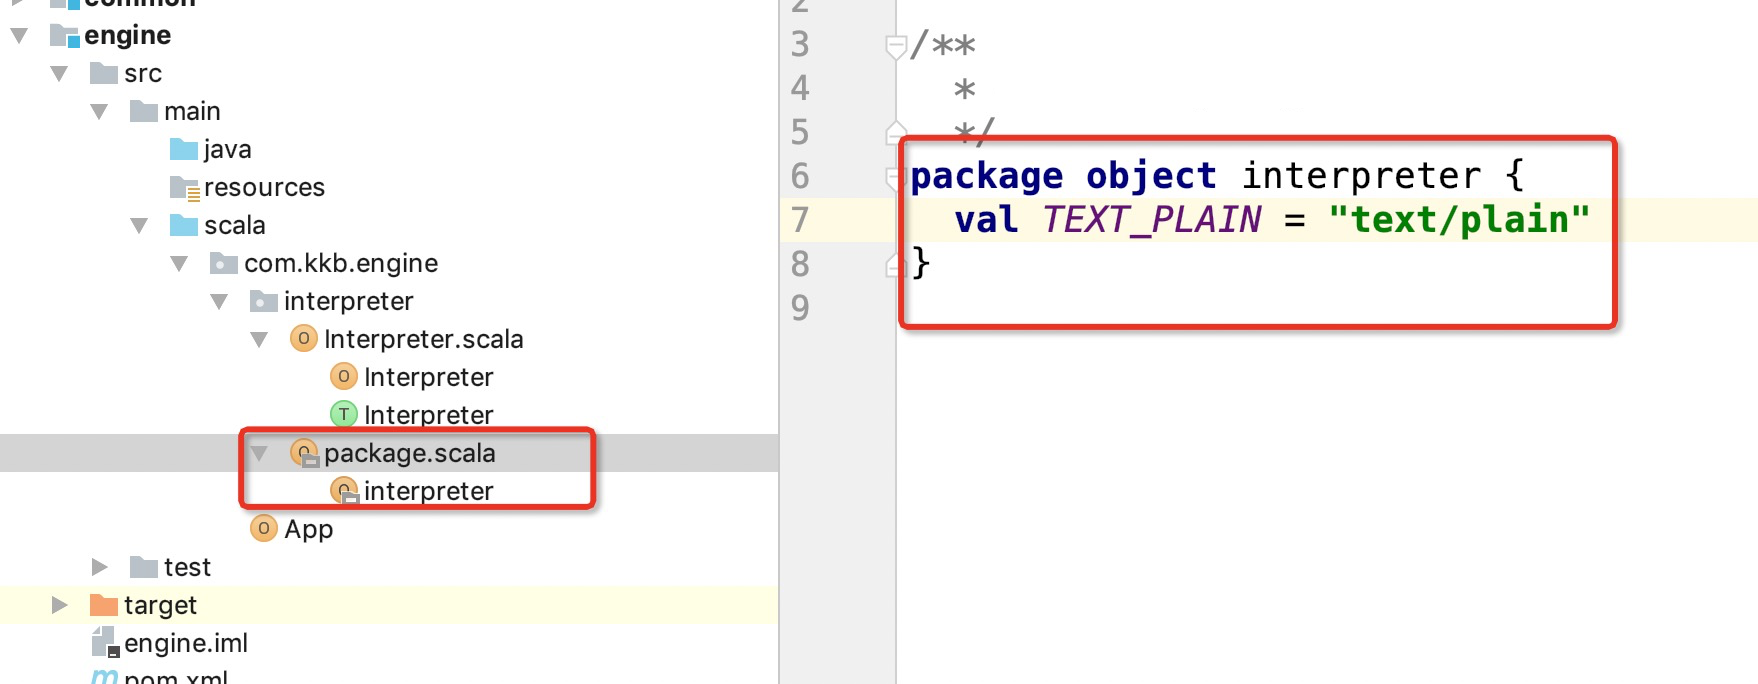 common
engine
src
main
java
resources
scala
com.kkb.engine
interpreter
O Interpreter.scala
O Interpreter
T Interpreter
O package.scala
O interpreter
O App
test
target
engine.iml
m pom.xml
2
3 /**
4 *
5 */
6 package object interpreter {
7 val TEXT_PLAIN = "text/plain"
8 }
9